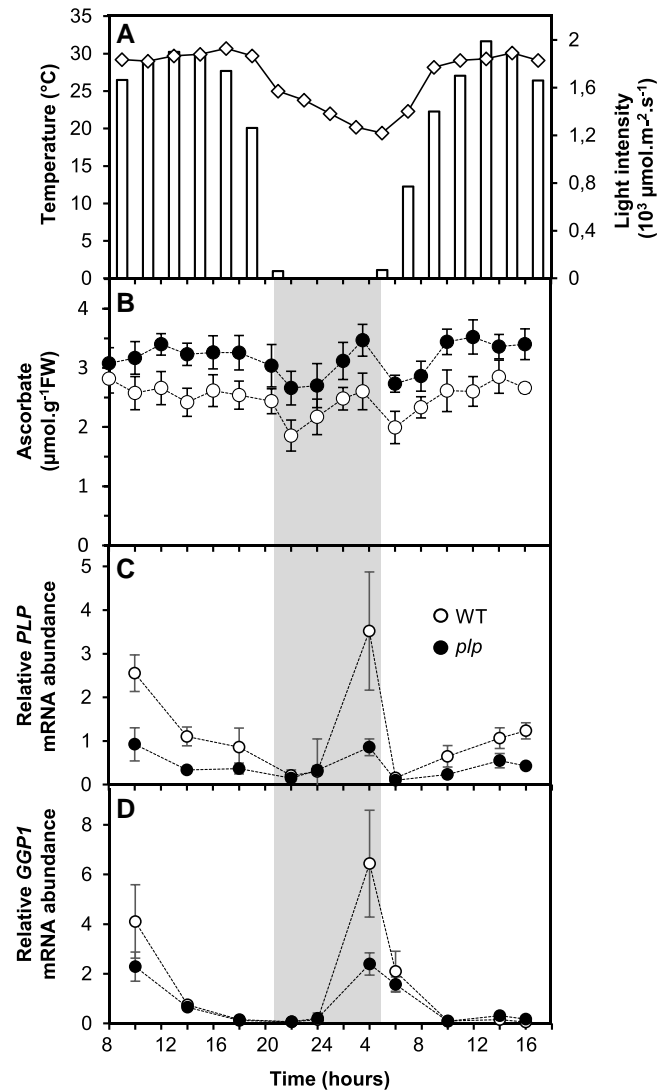 A
35
30
25
20
15
10
5
0
Temperature (°C)
2
1,6
1,2
0,8
0,4
0
Light intensity
(10³ µmol.m-².s-¹)
B
4
3
2
1
0
Ascorbate
(µmol.g-¹FW)
C
5
4
3
2
1
0
Relative PLP
mRNA abundance
WT
plp
D
8
6
4
2
0
Relative GGP1
mRNA abundance
8 12 16 20 24 4 8 12 16
Time (hours)